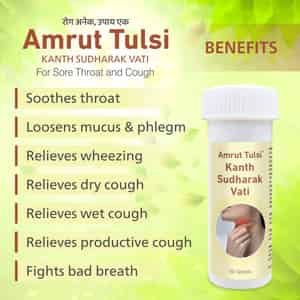 रोग अनेक, उपाय एक
Amrut Tulsi
KANTH SUDHARAK VATI
For Sore Throat and Cough
BENEFITS
Soothes throat
Loosens mucus & phlegm
Relieves wheezing
Relieves dry cough
Relieves wet cough
Relieves productive cough
Fights bad breath
Amrut Tulsi
Kanth
Sudharak
Vati